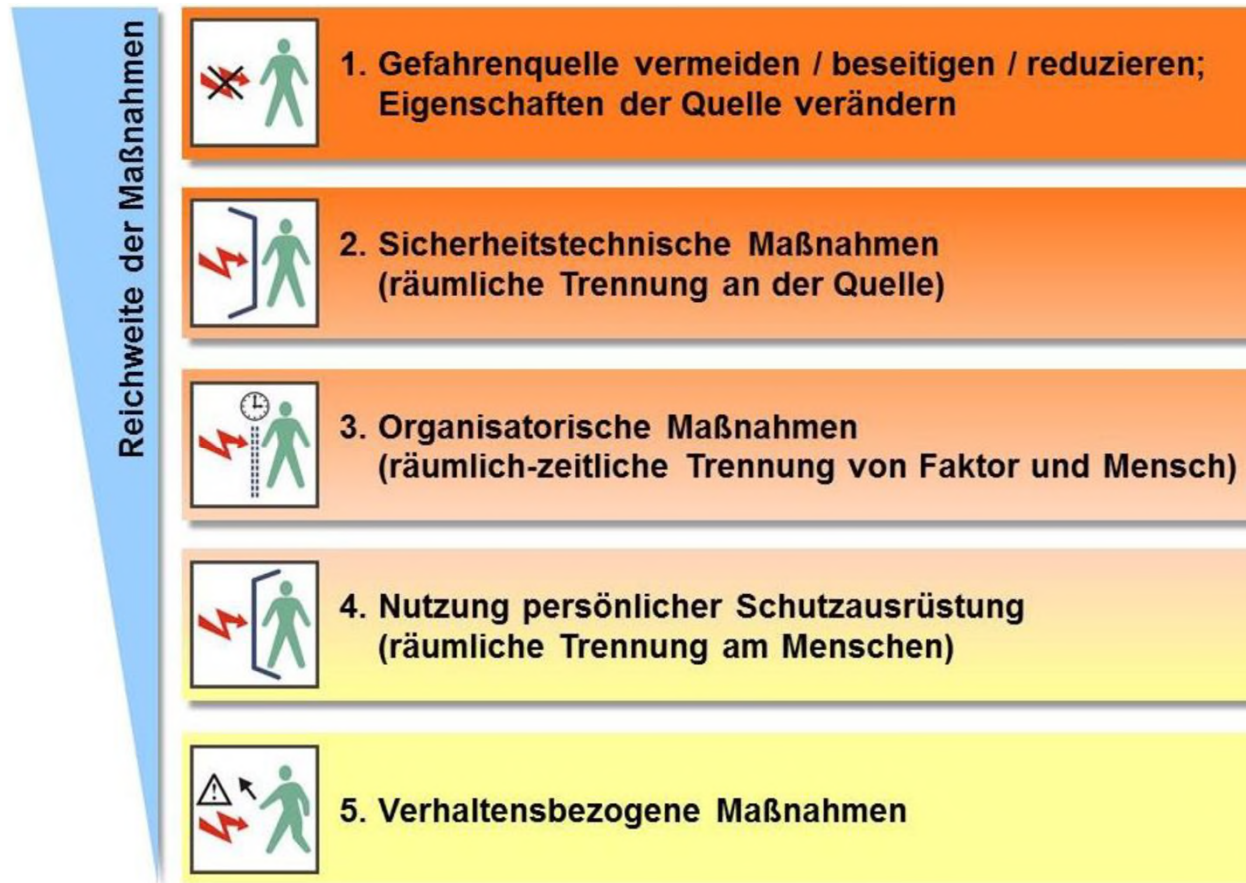 Reichweite der Maßnahmen
1. Gefahrenquelle vermeiden / beseitigen / reduzieren;
Eigenschaften der Quelle verändern
2. Sicherheitstechnische Maßnahmen
(räumliche Trennung an der Quelle)
3. Organisatorische Maßnahmen
(räumlich-zeitliche Trennung von Faktor und Mensch)
4. Nutzung persönlicher Schutzausrüstung
(räumliche Trennung am Menschen)
5. Verhaltensbezogene Maßnahmen